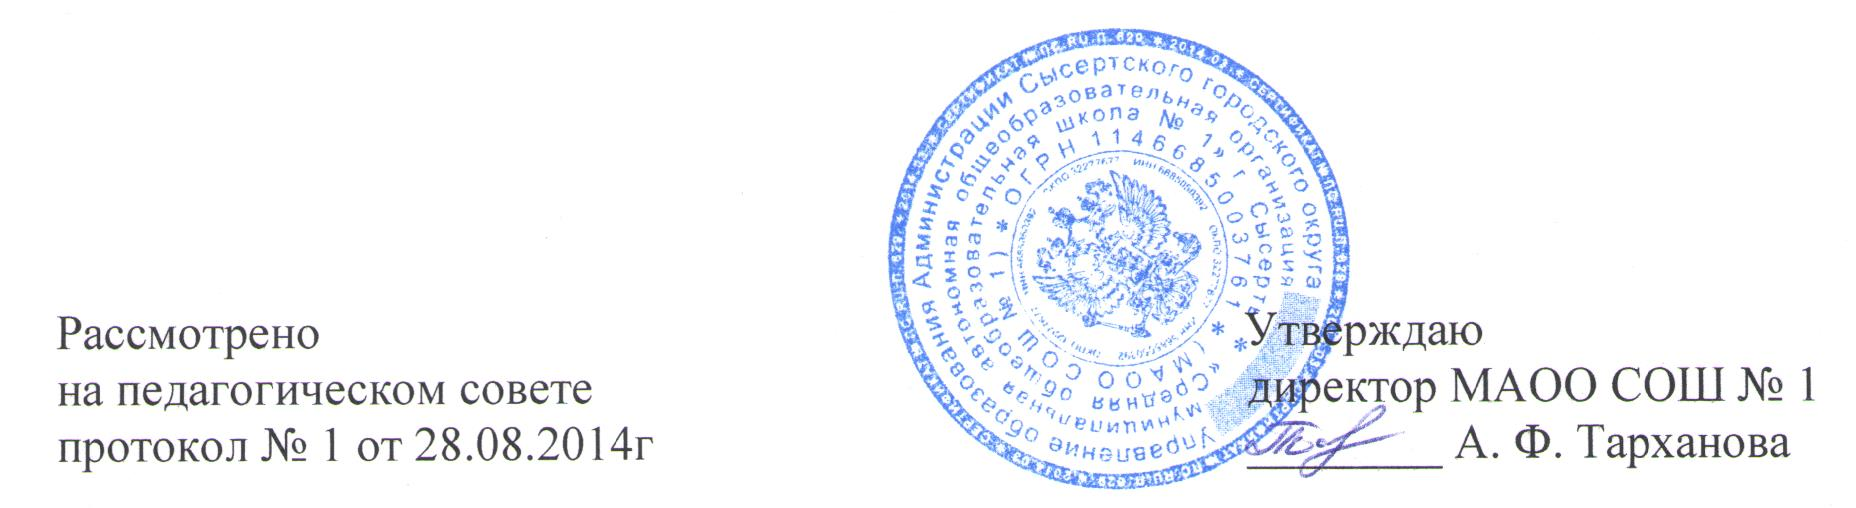 Рассмотрено
на педагогическом совете
протокол № 1 от 28.08.2014г
Утверждаю
директор МАОО СОШ № 1
А. Ф. Тарханова
Управление образования Администрации Сысертского городского округа
муниципальная автономная общеобразовательная организация
«Средняя общеобразовательная школа № 1» г. Сысерть
(МАОО СОШ № 1) * ОГРН 1146685003761 *